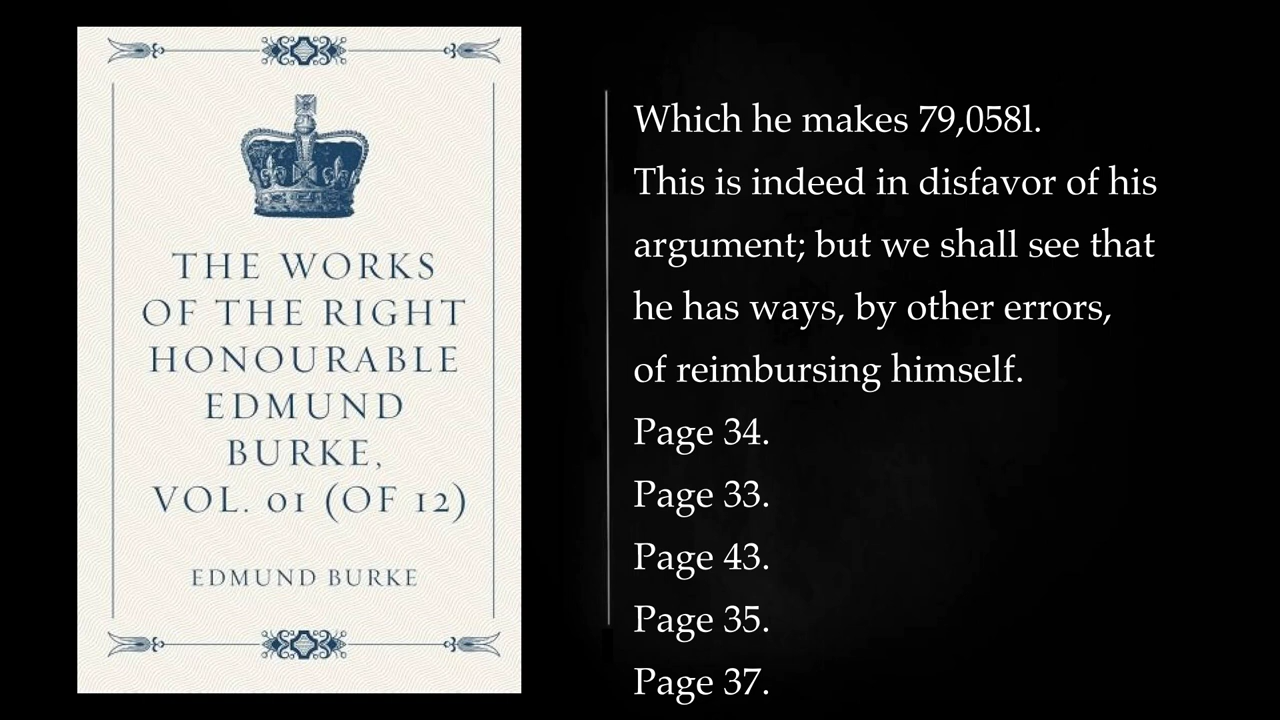 THE WORKS
OF THE RIGHT
HONOURABLE
EDMUND
BURKE,
VOL. 01 (OF 12)
EDMUND BURKE
Which he makes 79,058l.
This is indeed in disfavor of his
argument; but we shall see that
he has ways, by other errors,
of reimbursing himself.
Page 34.
Page 33.
Page 43.
Page 35.
Page 37.